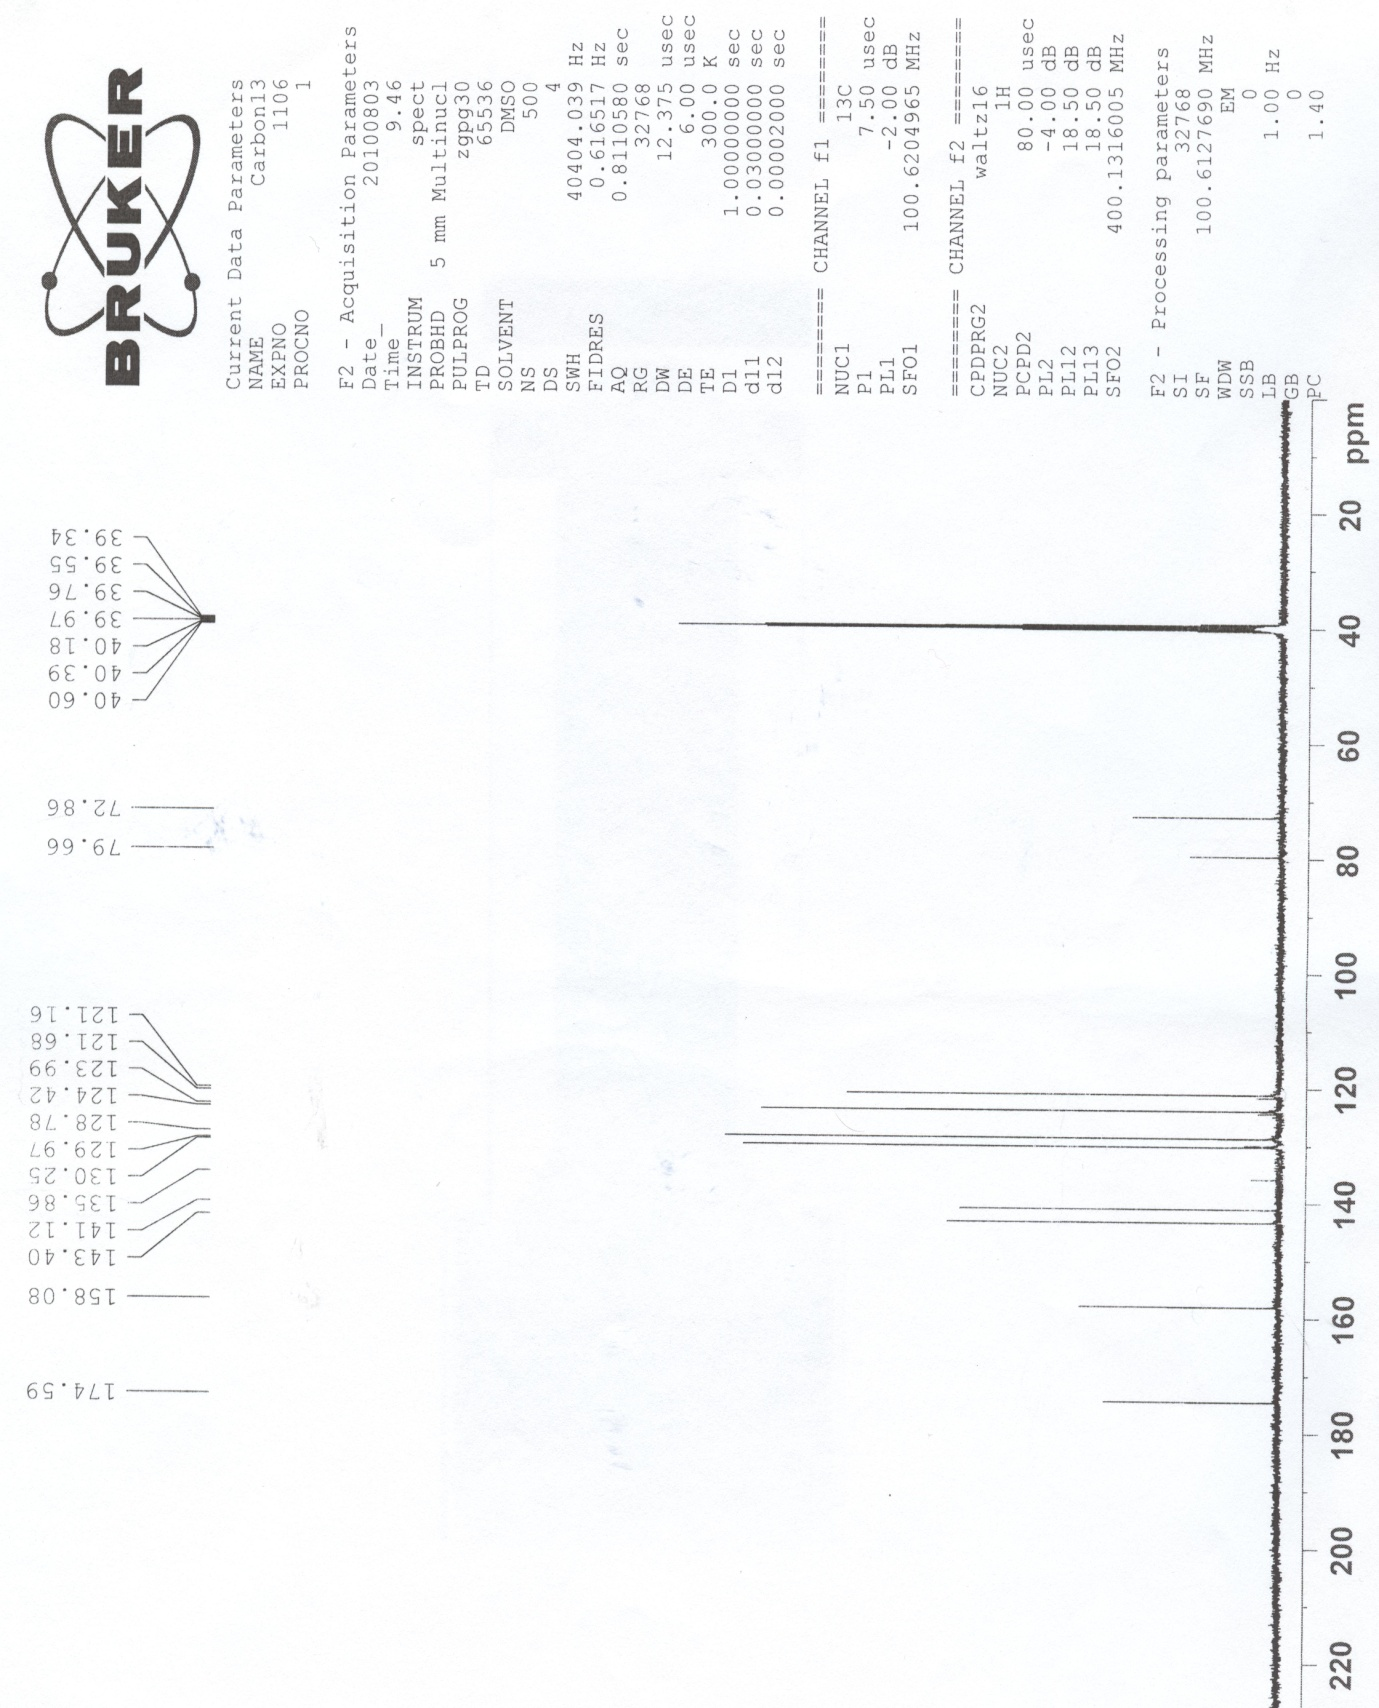 BRUKER
Current Data Parameters
NAME Carbon13
EXPNO 1106
PROCNO 1
F2 - Acquisition Parameters
Date_ 20100803
Time 9.46
INSTRUM spect
PROBHD 5 mm Multinucl
PULPROG zgpg30
TD 65536
SOLVENT DMSO
NS 500
DS 4
SWH 40404.039 Hz
FIDRES 0.616517 Hz
AQ 0.8110580 sec
RG 32768
DW 12.375 usec
DE 6.00 usec
TE 300.0 K
D1 1.00000000 sec
d11 0.03000000 sec
d12 0.00002000 sec
======== CHANNEL f1 ========
NUC1 13C
P1 7.50 usec
PL1 -2.00 dB
SFO1 100.6204965 MHz
======== CHANNEL f2 ========
CPDPRG2 waltz16
NUC2 1H
PCPD2 80.00 usec
PL2 -4.00 dB
PL12 18.50 dB
PL13 18.50 dB
SFO2 400.1316005 MHz
F2 - Processing parameters
SI 32768
SF 100.6127690 MHz
WDW EM
SSB 0
LB 1.00 Hz
GB 0
PC 1.40
174.59
158.08
143.40
141.12
135.86
130.25
129.97
128.78
124.42
123.99
121.68
121.16
79.66
72.86
40.60
40.39
40.18
39.97
39.76
39.55
39.34
220 200 180 160 140 120 100 80 60 40 20 ppm